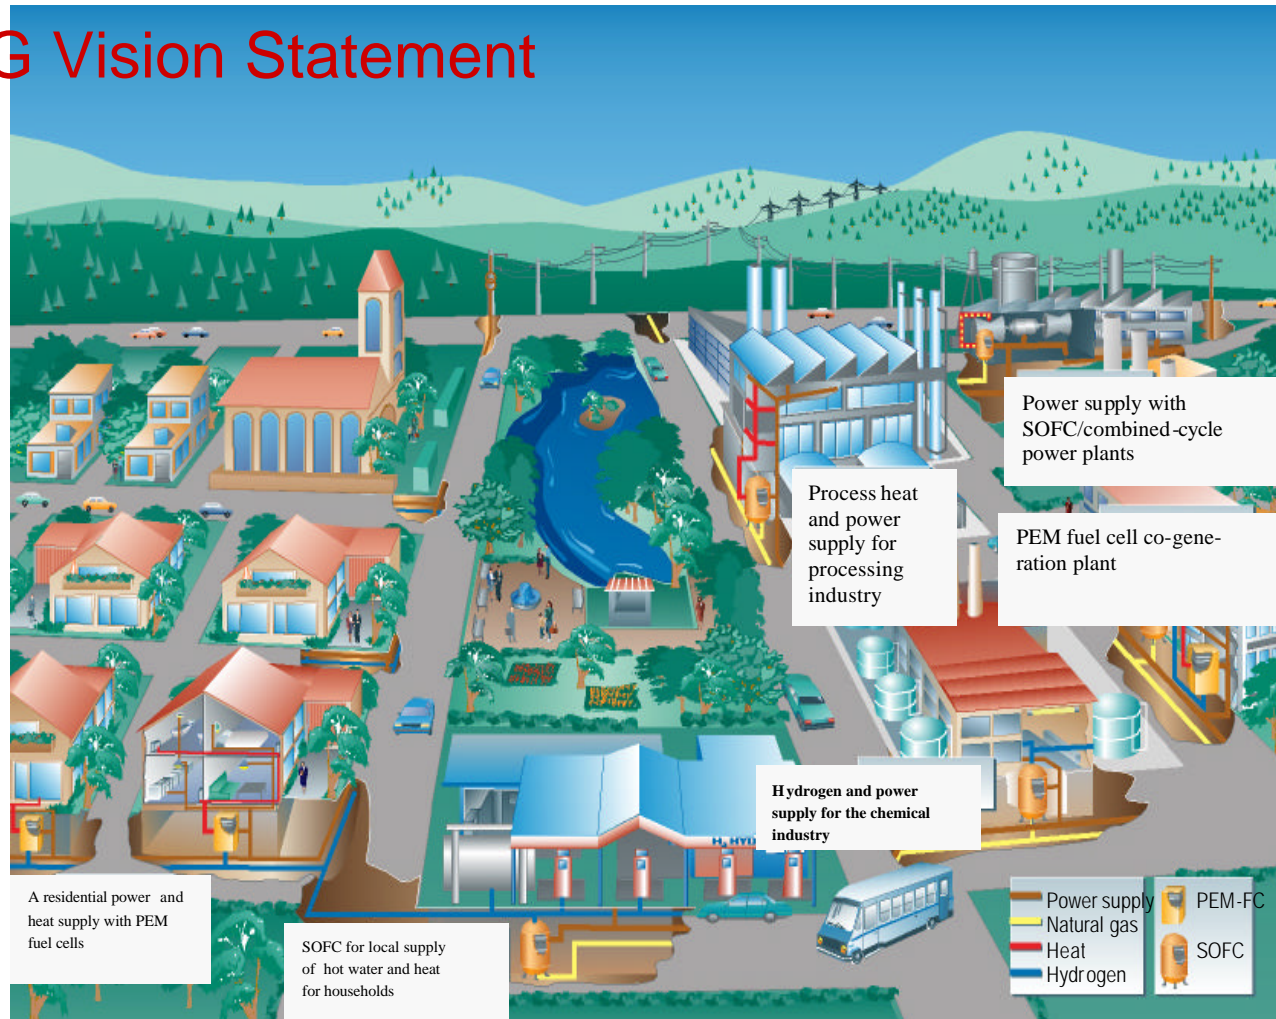 G Vision Statement
Power supply with
SOFC/combined-cycle
power plants
Process heat
and power
supply for
processing
industry
PEM fuel cell co-gene-
ration plant
Hydrogen and power
supply for the chemical
industry
H₂ HYD
A residential power and
heat supply with PEM
fuel cells
SOFC for local supply
of hot water and heat
for households
Power supply
Natural gas
Heat
Hydrogen
PEM-FC
SOFC